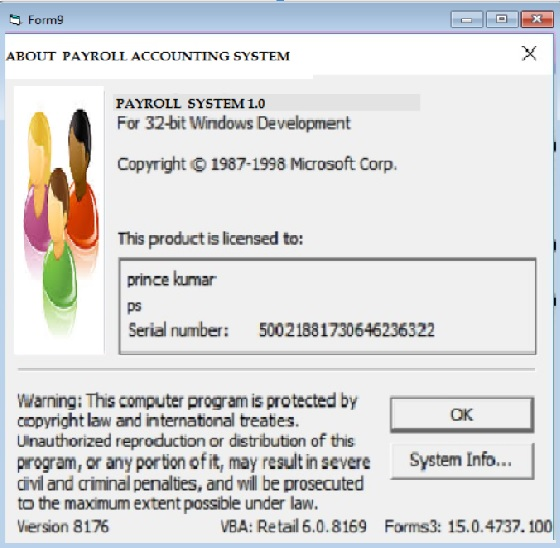 Form9
ABOUT PAYROLL ACCOUNTING SYSTEM
PAYROLL SYSTEM 1.0
For 32-bit Windows Development
Copyright © 1987-1998 Microsoft Corp.
This product is licensed to:
prince kumar
ps
Serial number: 50021881730646236322
Warning: This computer program is protected by
copyright law and international treaties.
Unauthorized reproduction or distribution of this
program, or any portion of it, may result in severe
civil and criminal penalties, and will be prosecuted
to the maximum extent possible under law.
OK
System Info...
Version 8176 VBA: Retail 6.0.8169 Forms3: 15.0.4737.100